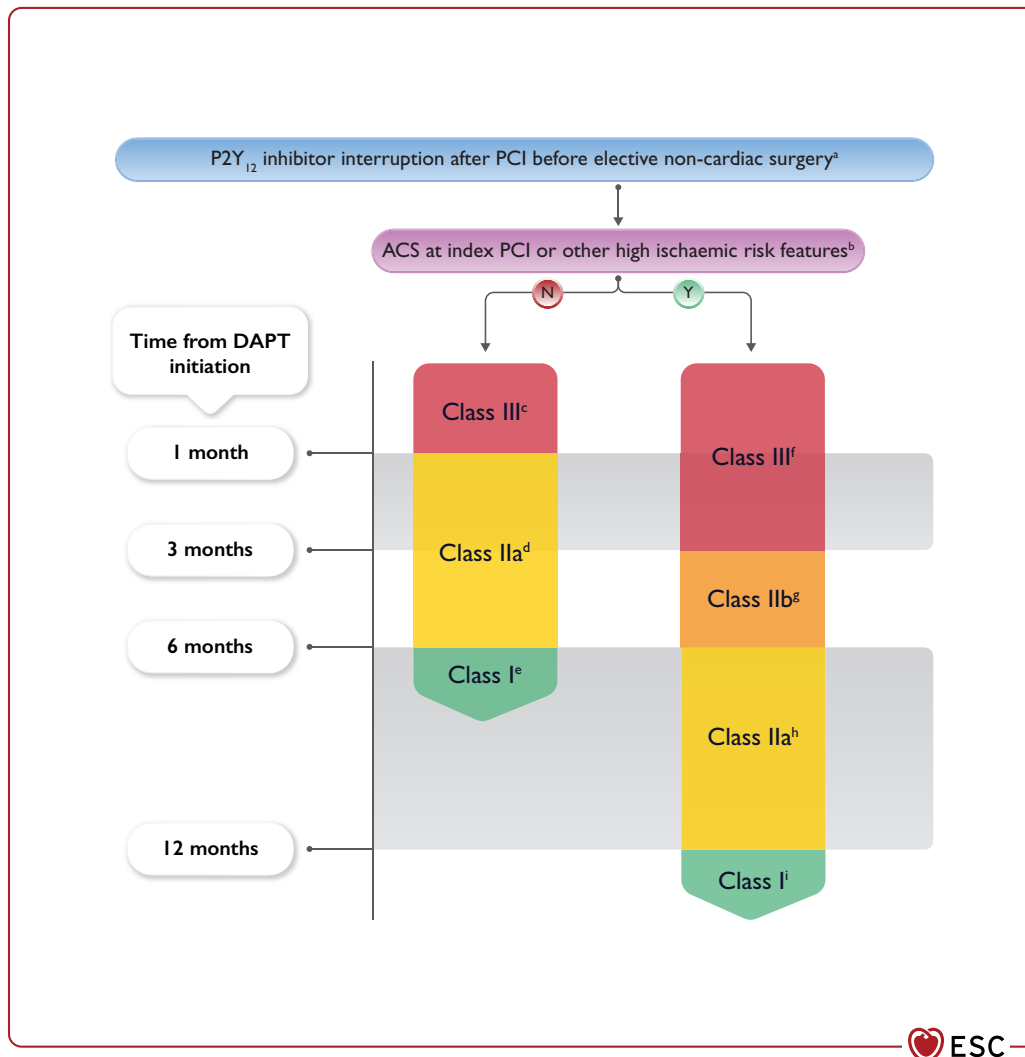 P2Y12 inhibitor interruption after PCI before elective non-cardiac surgerya
ACS at index PCI or other high ischaemic risk featuresb
N
Y
Time from DAPT
initiation
Class IIIc
1 month
Class IIIf
3 months
Class IIad
Class IIbg
6 months
Class Ie
Class IIah
12 months
Class Ii
ESC